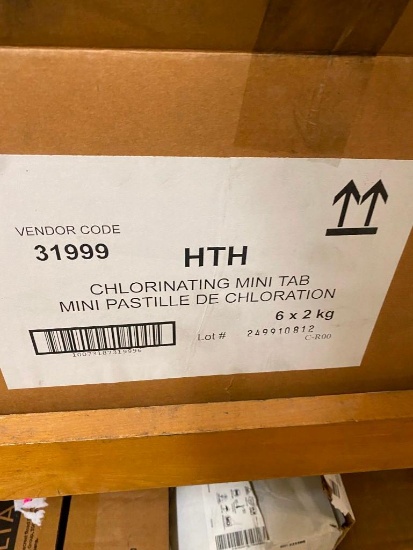 VENDOR CODE
31999
HTH
CHLORINATING MINI TAB
MINI PASTILLE DE CHLORATION
6 x 2 kg
Lot # 249910812
C-R00